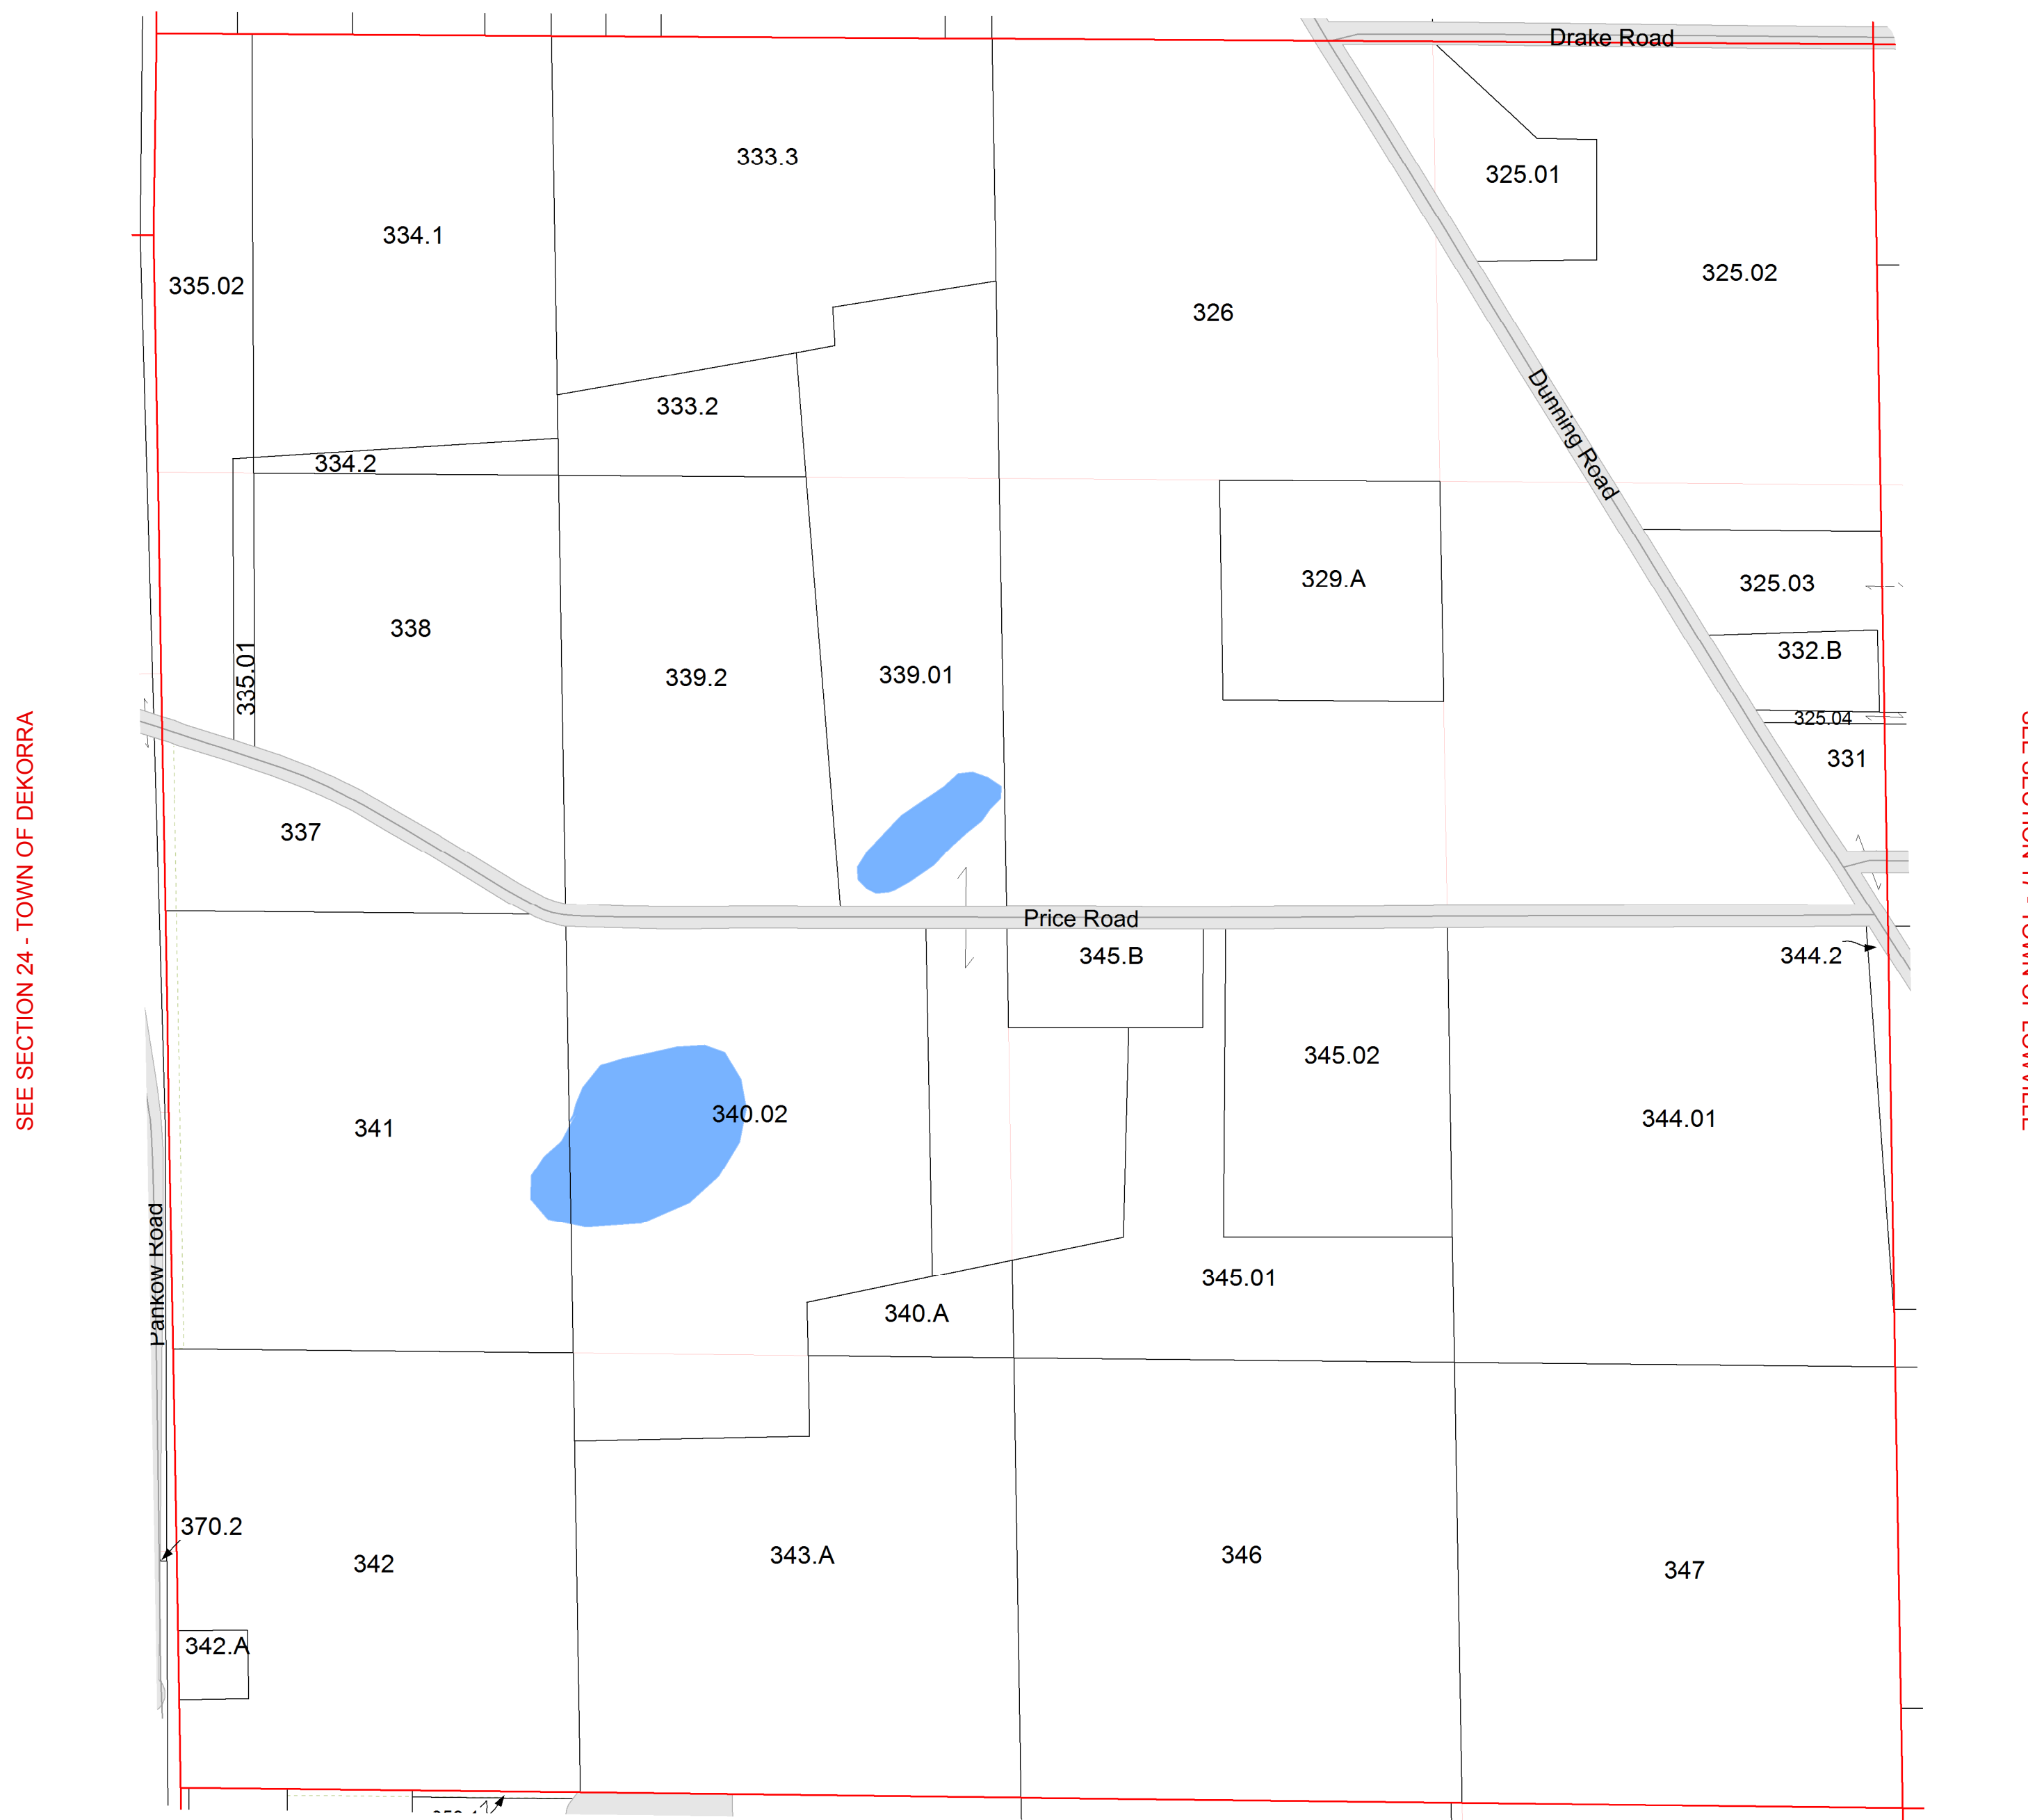 Drake Road
333.3
325.01
334.1
325.02
335.02
326
Dunning Road
333.2
334.2
329.A
325.03
338
332.B
335.01
339.2
339.01
325.04
331
337
SEE SECTION 24 - TOWN OF DEKORRA
Price Road
345.B
344.2
345.02
340.02
344.01
341
Pankow Road
345.01
340.A
370.2
343.A
346
342
347
342.A